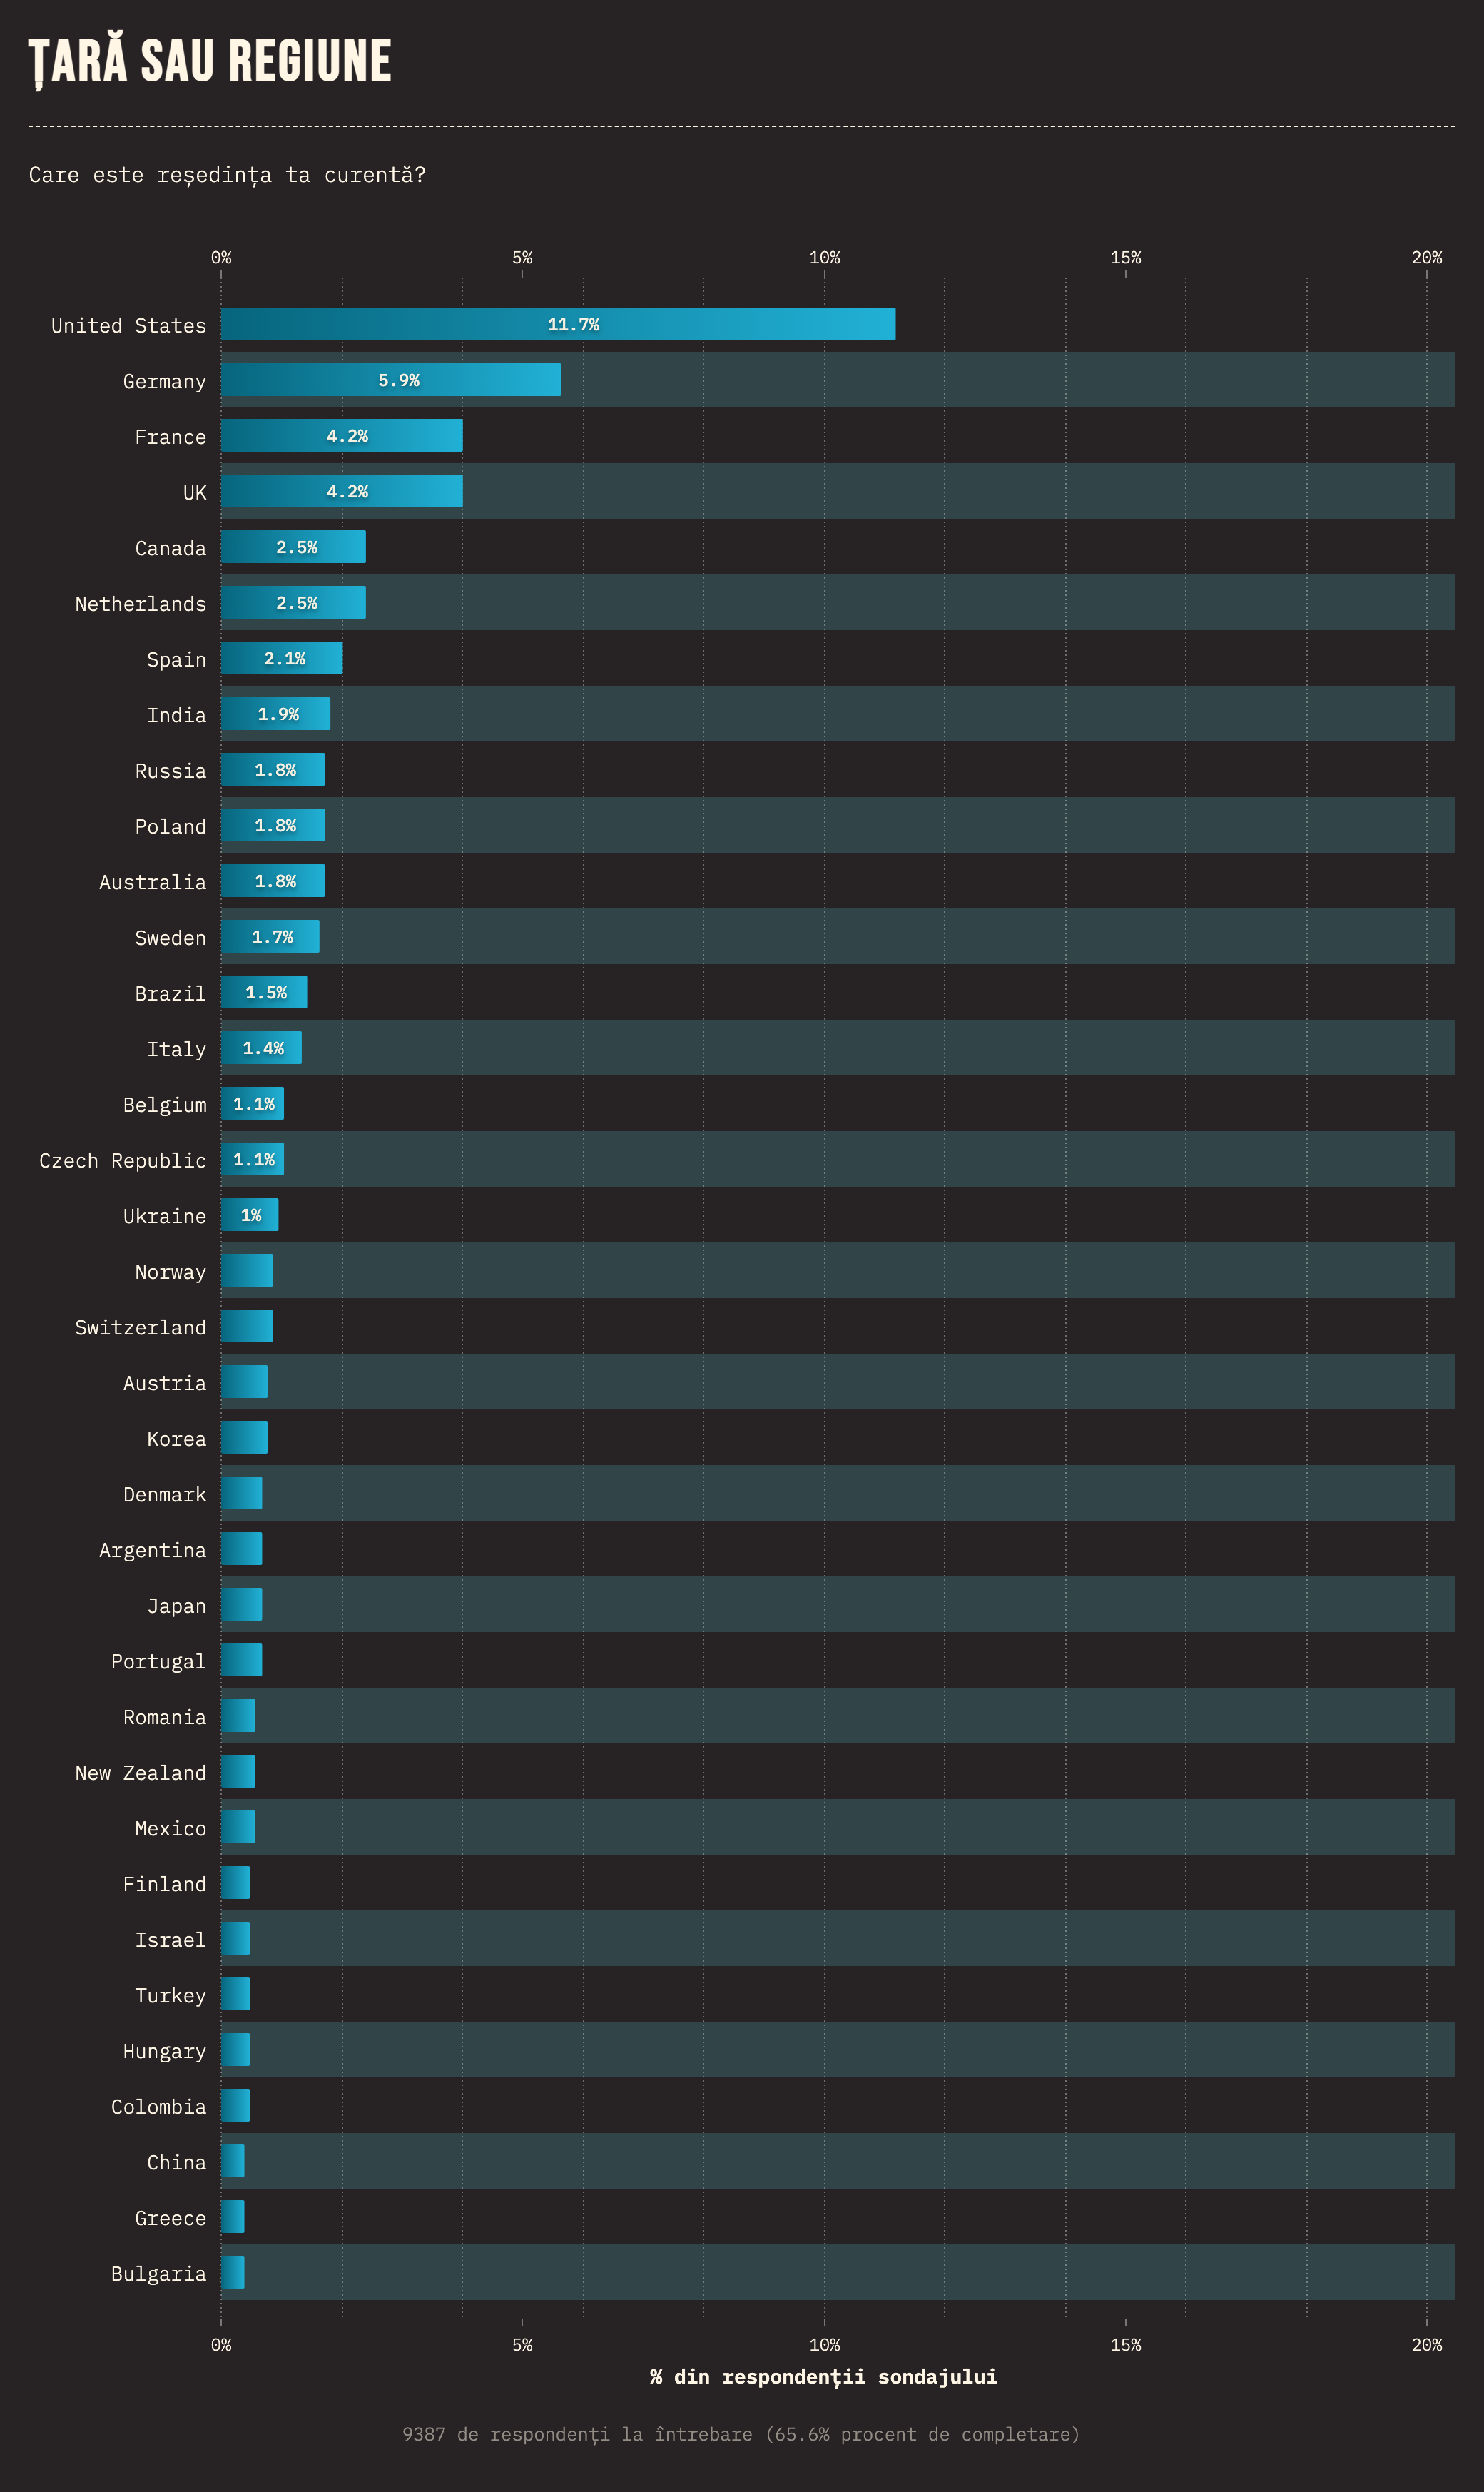 ȚARĂ SAU REGIUNE
Care este reședința ta curentă?
0% 5% 10% 15% 20%
United States 11.7%
Germany 5.9%
France 4.2%
UK 4.2%
Canada 2.5%
Netherlands 2.5%
Spain 2.1%
India 1.9%
Russia 1.8%
Poland 1.8%
Australia 1.8%
Sweden 1.7%
Brazil 1.5%
Italy 1.4%
Belgium 1.1%
Czech Republic 1.1%
Ukraine 1%
Norway
Switzerland
Austria
Korea
Denmark
Argentina
Japan
Portugal
Romania
New Zealand
Mexico
Finland
Israel
Turkey
Hungary
Colombia
China
Greece
Bulgaria
0% 5% 10% 15% 20%
% din respondenții sondajului
9387 de respondenți la întrebare (65.6% procent de completare)